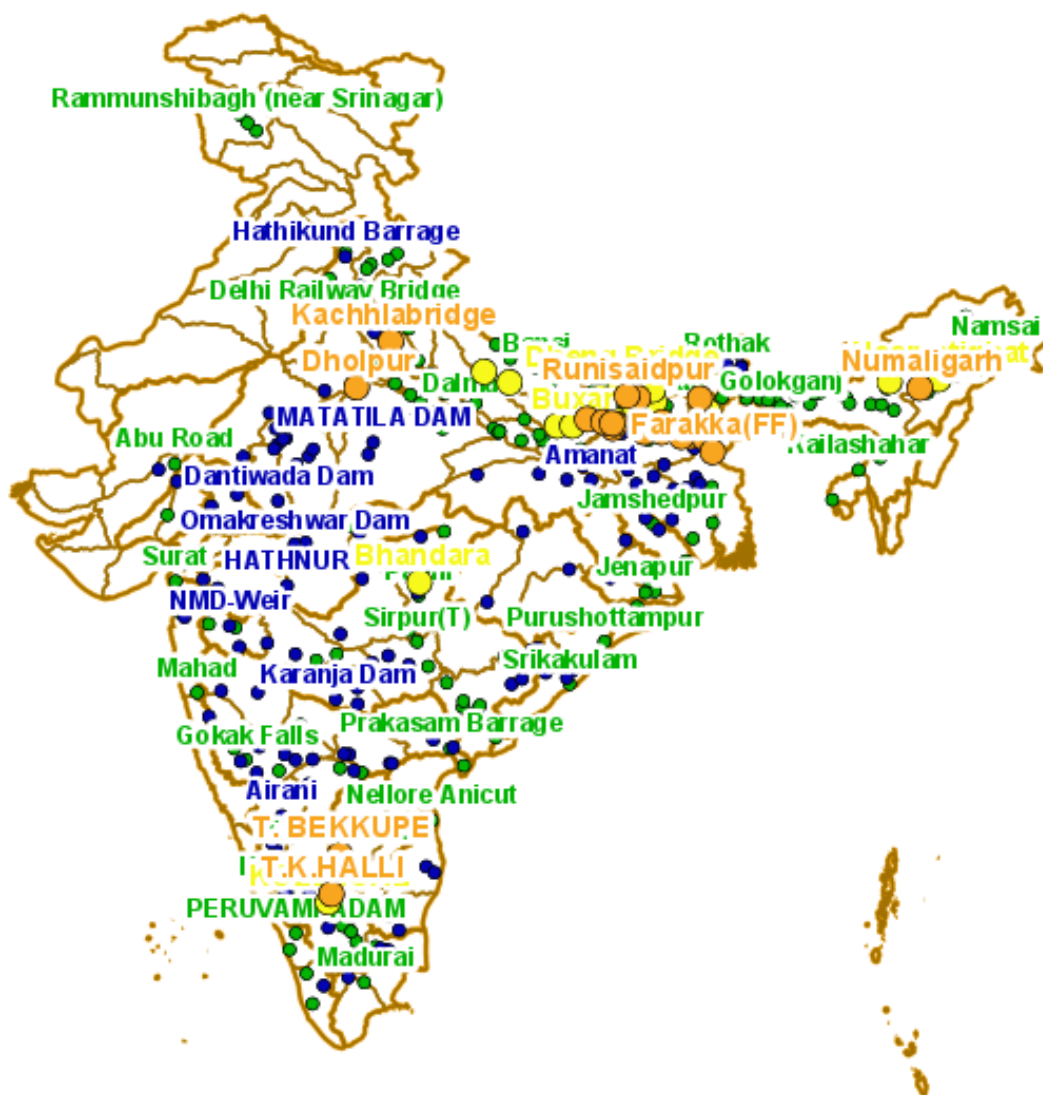 Rammunshibagh (near Srinagar)
Hathikund Barrage
Delhi Railway Bridge
Kachhlabridge
Namsai
Rothak
Dholpur
Runisaidpur
Numaligarh
Golokganj
Buxar
MATATILA DAM
Farakka(FF)
Abu Road
Amanat
Kailashahar
Dantiwada Dam
Jamshedpur
Omakreshwar Dam
Surat
HATHNUR
Bhandara
Jenapur
NMD-Weir
Sirpur(T)
Purushottampur
Mahad
Karanja Dam
Srikakulam
Gokak Falls
Prakasam Barrage
Airani
Nellore Anicut
T. BEKKUPE
T.K.HALLI
Madurai